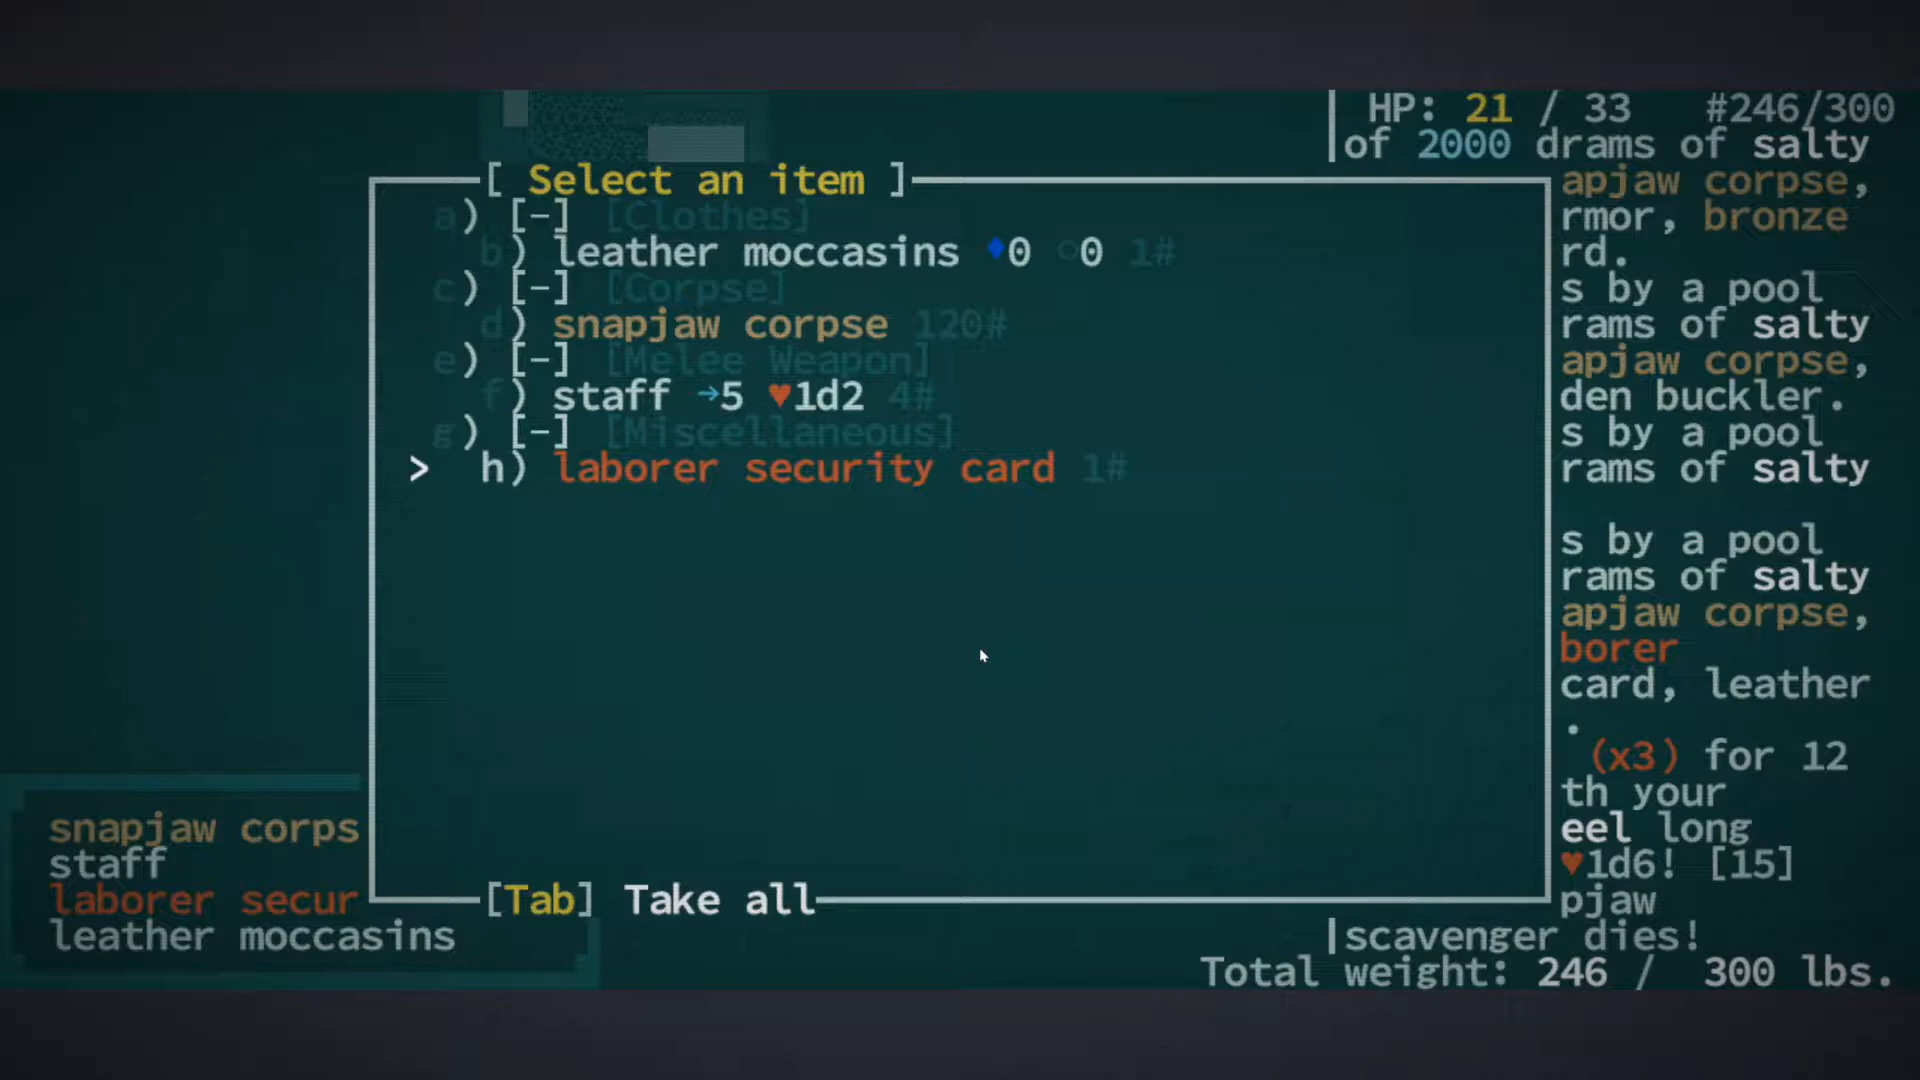 HP: 21 / 33 #246/300
of 2000 drams of salty
[ Select an item ]
apjaw corpse,
a) [-] [Clothes]
rmor, bronze
b) leather moccasins ♦0 ○0 1#
rd.
c) [-] [Corpse]
s by a pool
d) snapjaw corpse 120#
rams of salty
e) [-] [Melee Weapon]
apjaw corpse,
f) staff →5 ♥1d2 4#
den buckler.
g) [-] [Miscellaneous]
s by a pool
> h) laborer security card 1#
rams of salty
s by a pool
rams of salty
apjaw corpse,
borer
card, leather
.
(x3) for 12
th your
snapjaw corps
eel long
staff
♥1d6! [15]
laborer secur
[Tab] Take all
pjaw
leather moccasins
scavenger dies!
Total weight: 246 / 300 lbs.